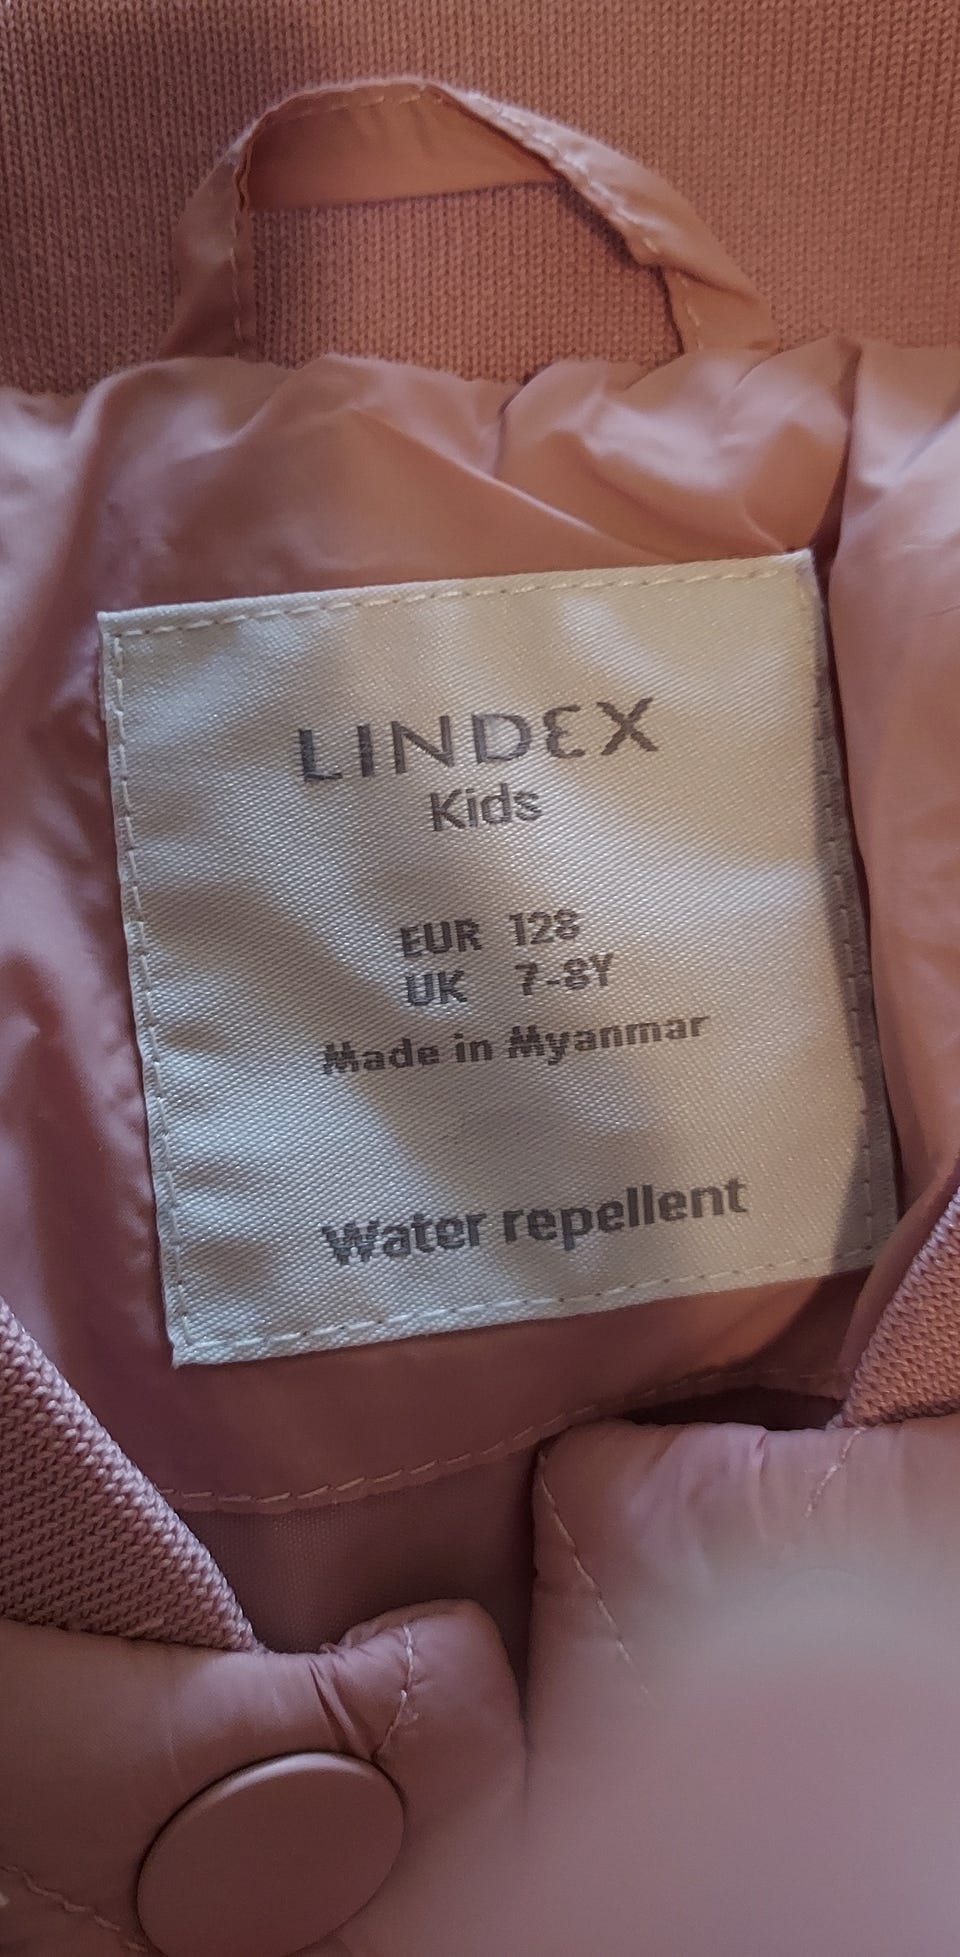 LINDEX
Kids
EUR 128
UK 7-8Y
Made in Myanmar
Water repellent